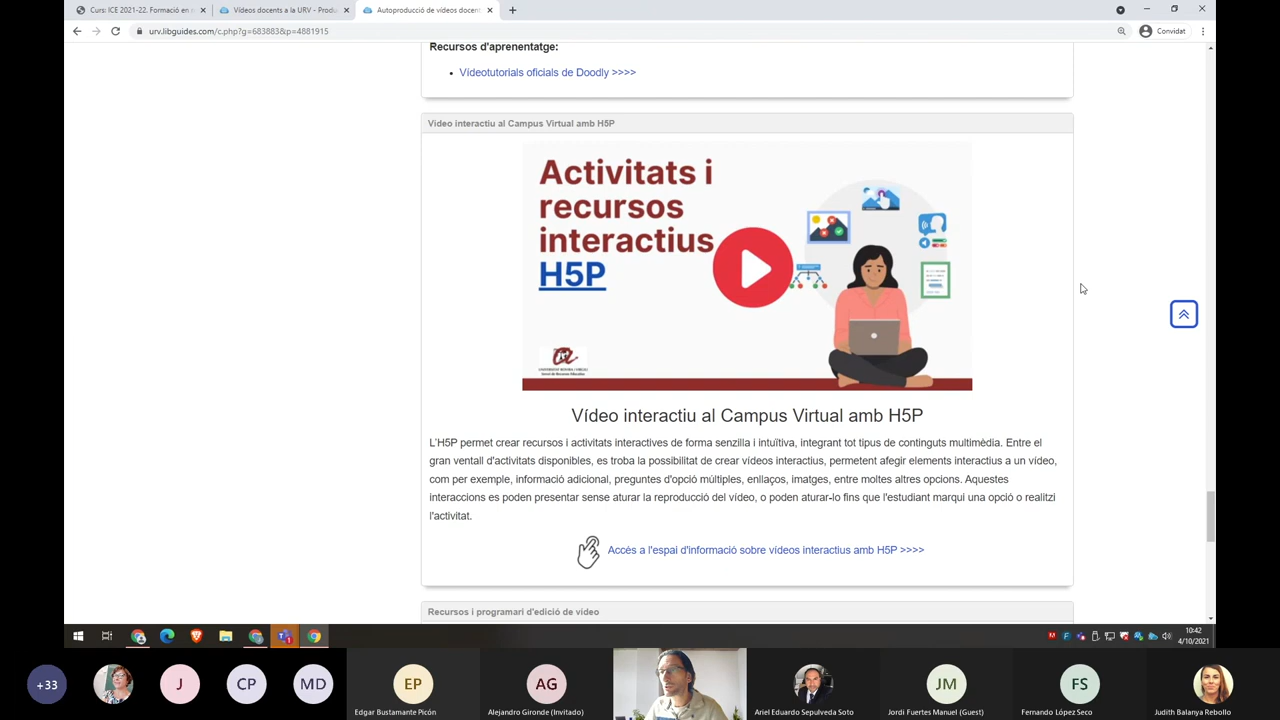 Curs: ICE 2021-22. Formació en a
Vídeos docents a la URV - Produ
Autoproducció de vídeos docent
urv.libguides.com/c.php?g=683883&p=4881915
Convidat
Recursos d'aprenentatge:
Vídeotutorials oficials de Doodly >>>>
Vídeo interactiu al Campus Virtual amb H5P
Activitats i
recursos
interactius
H5P
Vídeo interactiu al Campus Virtual amb H5P
L'H5P permet crear recursos i activitats interactives de forma senzilla i intuïtiva, integrant tot tipus de continguts multimèdia. Entre el
gran ventall d'activitats disponibles, es troba la possibilitat de crear vídeos interactius, permetent afegir elements interactius a un vídeo,
com per exemple, informació adicional, preguntes d'opció múltiples, enllaços, imatges, entre moltes altres opcions. Aquestes
interaccions es poden presentar sense aturar la reproducció del vídeo, o poden aturar-lo fins que l'estudiant marqui una opció o realitzi
l'activitat.
Accés a l'espai d'informació sobre vídeos interactius amb H5P >>>>
Recursos i programari d'edició de vídeo
10:42
4/10/2021
+33
J
CP
MD
EP
Edgar Bustamante Picón
AG
Alejandro Gironde (Invitado)
Ariel Eduardo Sepulveda Soto
JM
Jordi Fuertes Manuel (Guest)
FS
Fernando López Seco
Judith Balanya Rebollo